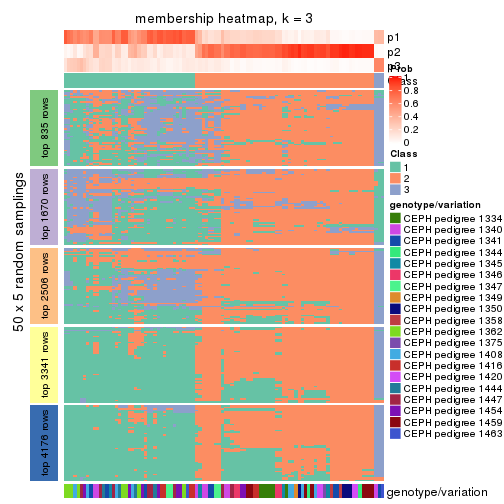 membership heatmap, k = 3
p1
p2
p3
Class
50 x 5 random samplings
top 835 rows
top 1670 rows
top 2506 rows
top 3341 rows
top 4176 rows
genotype/variation
Prob
1
0.8
0.6
0.4
0.2
0
Class
1
2
3
genotype/variation
CEPH pedigree 1334
CEPH pedigree 1340
CEPH pedigree 1341
CEPH pedigree 1344
CEPH pedigree 1345
CEPH pedigree 1346
CEPH pedigree 1347
CEPH pedigree 1349
CEPH pedigree 1350
CEPH pedigree 1358
CEPH pedigree 1362
CEPH pedigree 1375
CEPH pedigree 1408
CEPH pedigree 1416
CEPH pedigree 1420
CEPH pedigree 1444
CEPH pedigree 1447
CEPH pedigree 1454
CEPH pedigree 1459
CEPH pedigree 1463